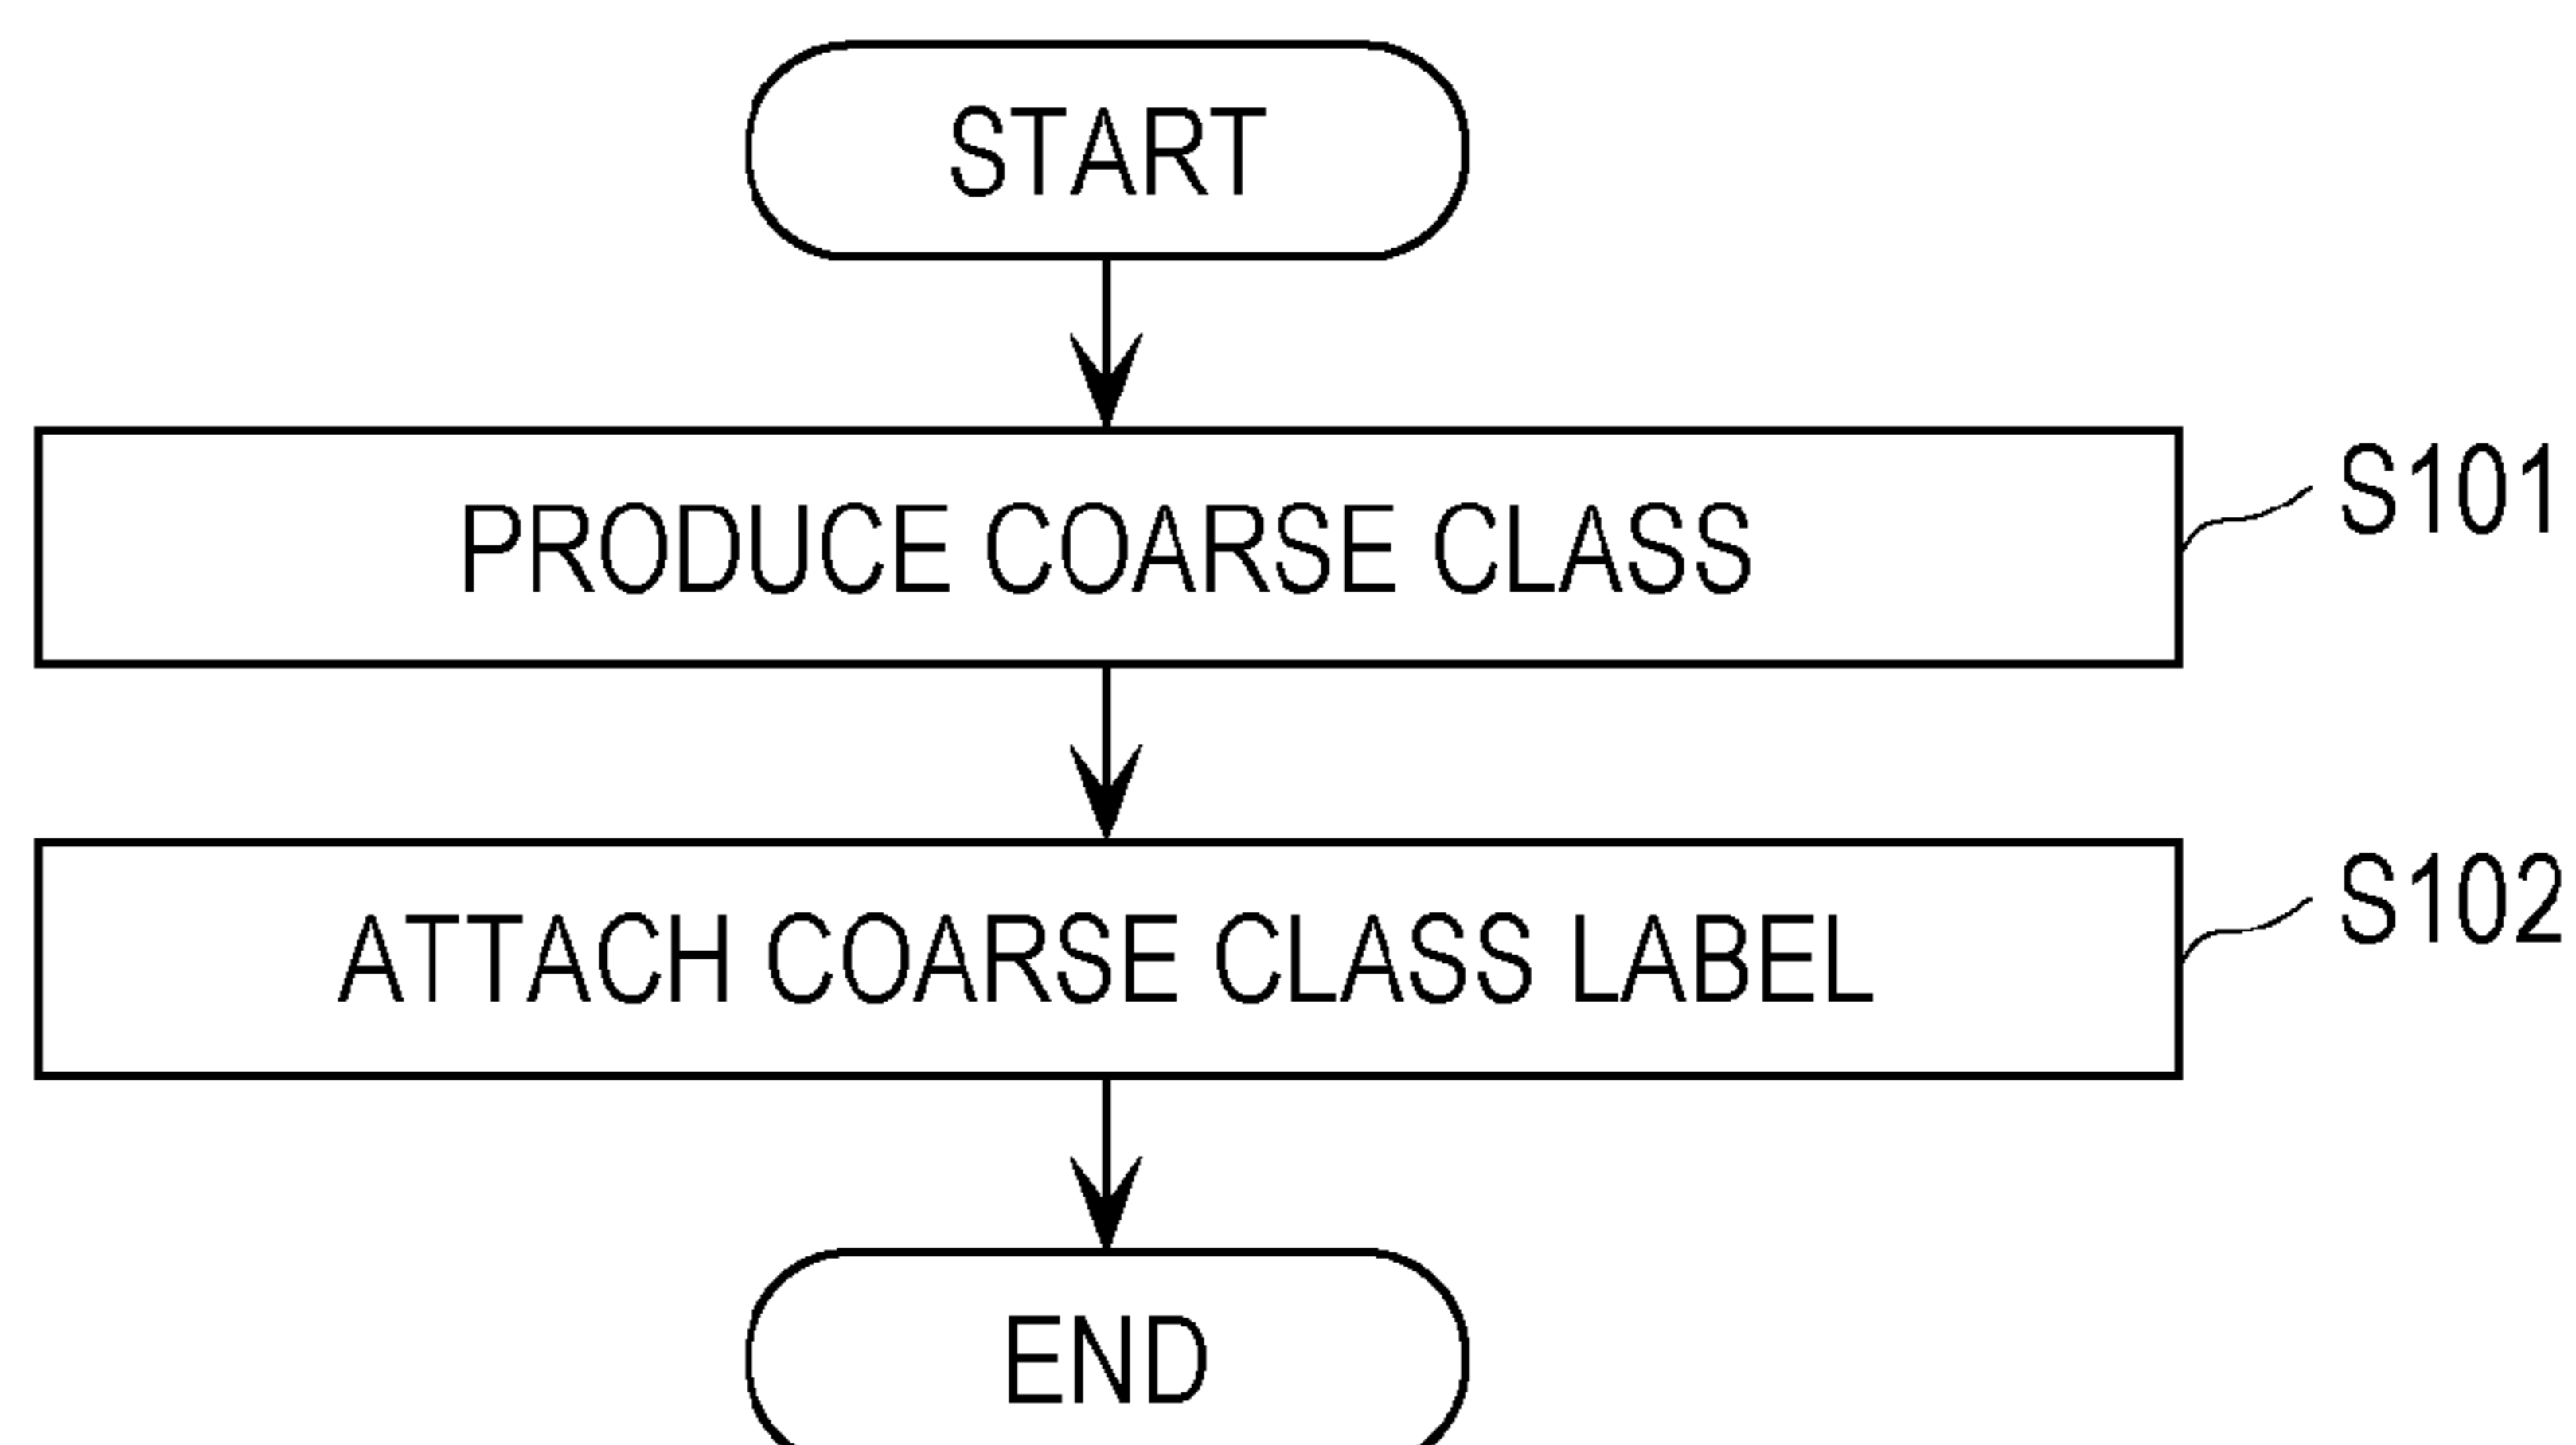 START
PRODUCE COARSE CLASS
S101
ATTACH COARSE CLASS LABEL
S102
END